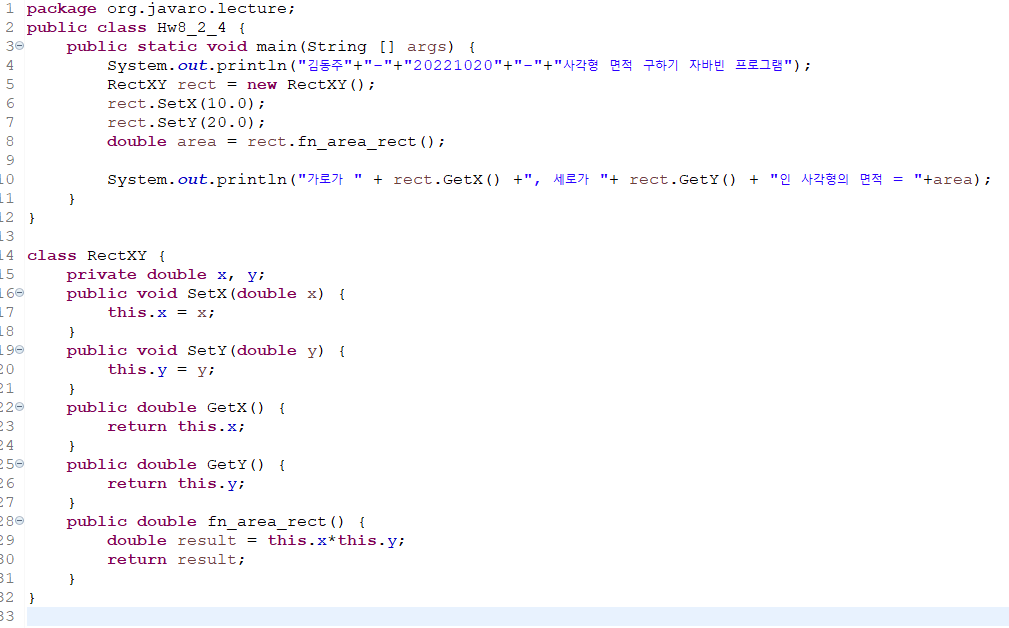 1 package org.javaro.lecture;
2 public class Hw8_2_4 {
3 public static void main(String [] args) {
4 System.out.println("김동주"+"-"+"20221020"+"-"+"사각형 면적 구하기 자바빈 프로그램");
5 RectXY rect = new RectXY();
6 rect.SetX(10.0);
7 rect.SetY(20.0);
8 double area = rect.fn_area_rect();
9
10 System.out.println("가로가 " + rect.GetX() +", 세로가 "+ rect.GetY() + "인 사각형의 면적 = "+area);
11 }
12 }
13
14 class RectXY {
15 private double x, y;
16 public void SetX(double x) {
17 this.x = x;
18 }
19 public void SetY(double y) {
20 this.y = y;
21 }
22 public double GetX() {
23 return this.x;
24 }
25 public double GetY() {
26 return this.y;
27 }
28 public double fn_area_rect() {
29 double result = this.x*this.y;
30 return result;
31 }
32 }
33